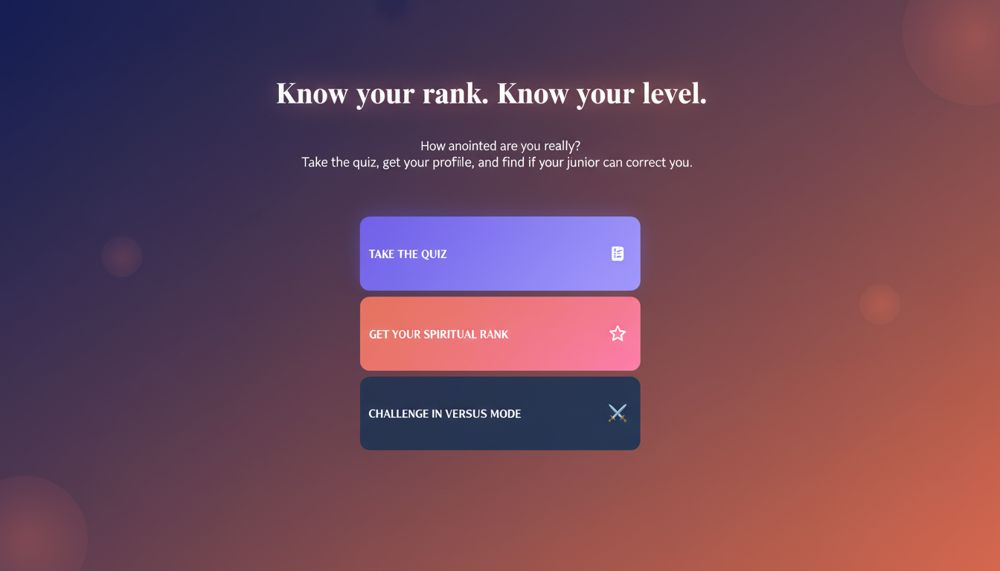 Know your rank. Know your level.
How anointed are you really?
Take the quiz, get your profile, and find if your junior can correct you.
TAKE THE QUIZ
GET YOUR SPIRITUAL RANK
CHALLENGE IN VERSUS MODE